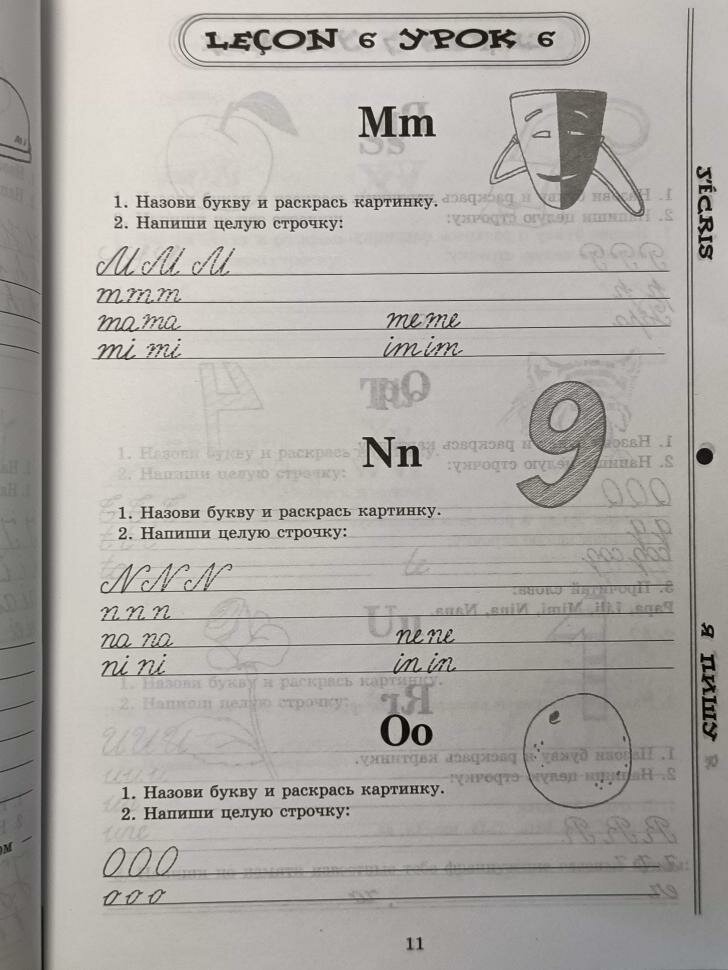 LEÇON 6 УРОК 6
Mm
1. Назови букву и раскрась картинку.
2. Напиши целую строчку:
M M M
m m m
ma ma me me
mi mi im im
J'ÉCRIS
Nn
9
1. Назови букву и раскрась картинку.
2. Напиши целую строчку:
N N N
n n n
na na ne ne
ni ni in in
Я ПИШУ
Oo
1. Назови букву и раскрась картинку.
2. Напиши целую строчку:
O O O
o o o
11